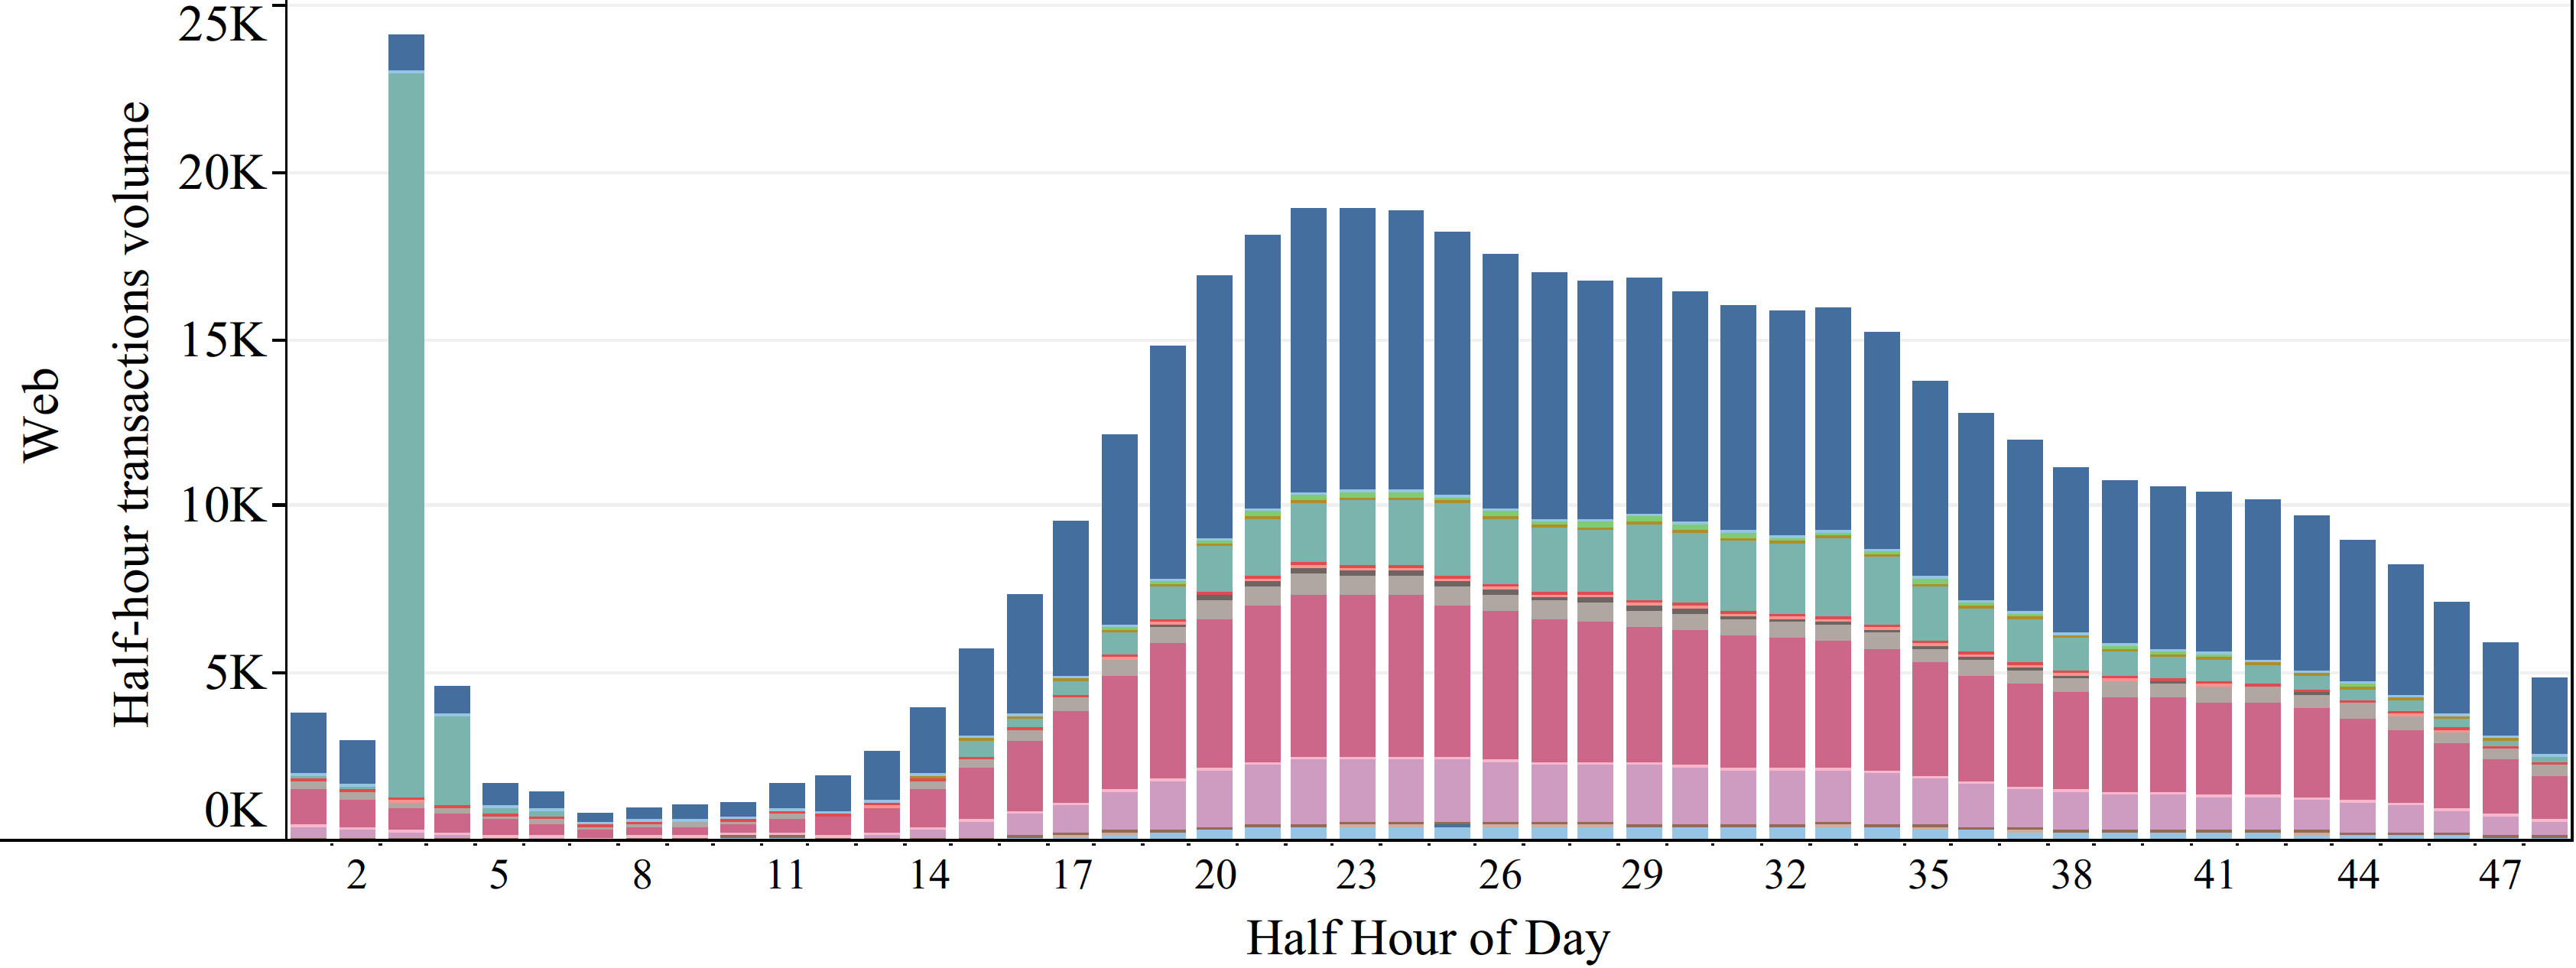 Web
Half-hour transactions volume
25K
20K
15K
10K
5K
0K
2 5 8 11 14 17 20 23 26 29 32 35 38 41 44 47
Half Hour of Day